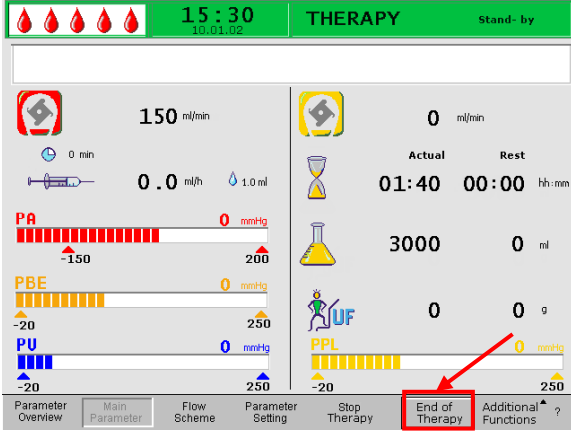 15:30
10.01.02
THERAPY
Stand- by
150 ml/min
0 ml/min
0 min
Actual Rest
0.0 ml/h 1.0 ml
01:40 00:00 hh:mm
PA 0 mmHg
-150 200
3000 0 ml
PBE 0 mmHg
-20 250
UF 0 0 g
PV 0 mmHg
-20 250
PPL 0 mmHg
-20 250
Parameter Overview
Main Parameter
Flow Scheme
Parameter Setting
Stop Therapy
End of Therapy
Additional Functions
?